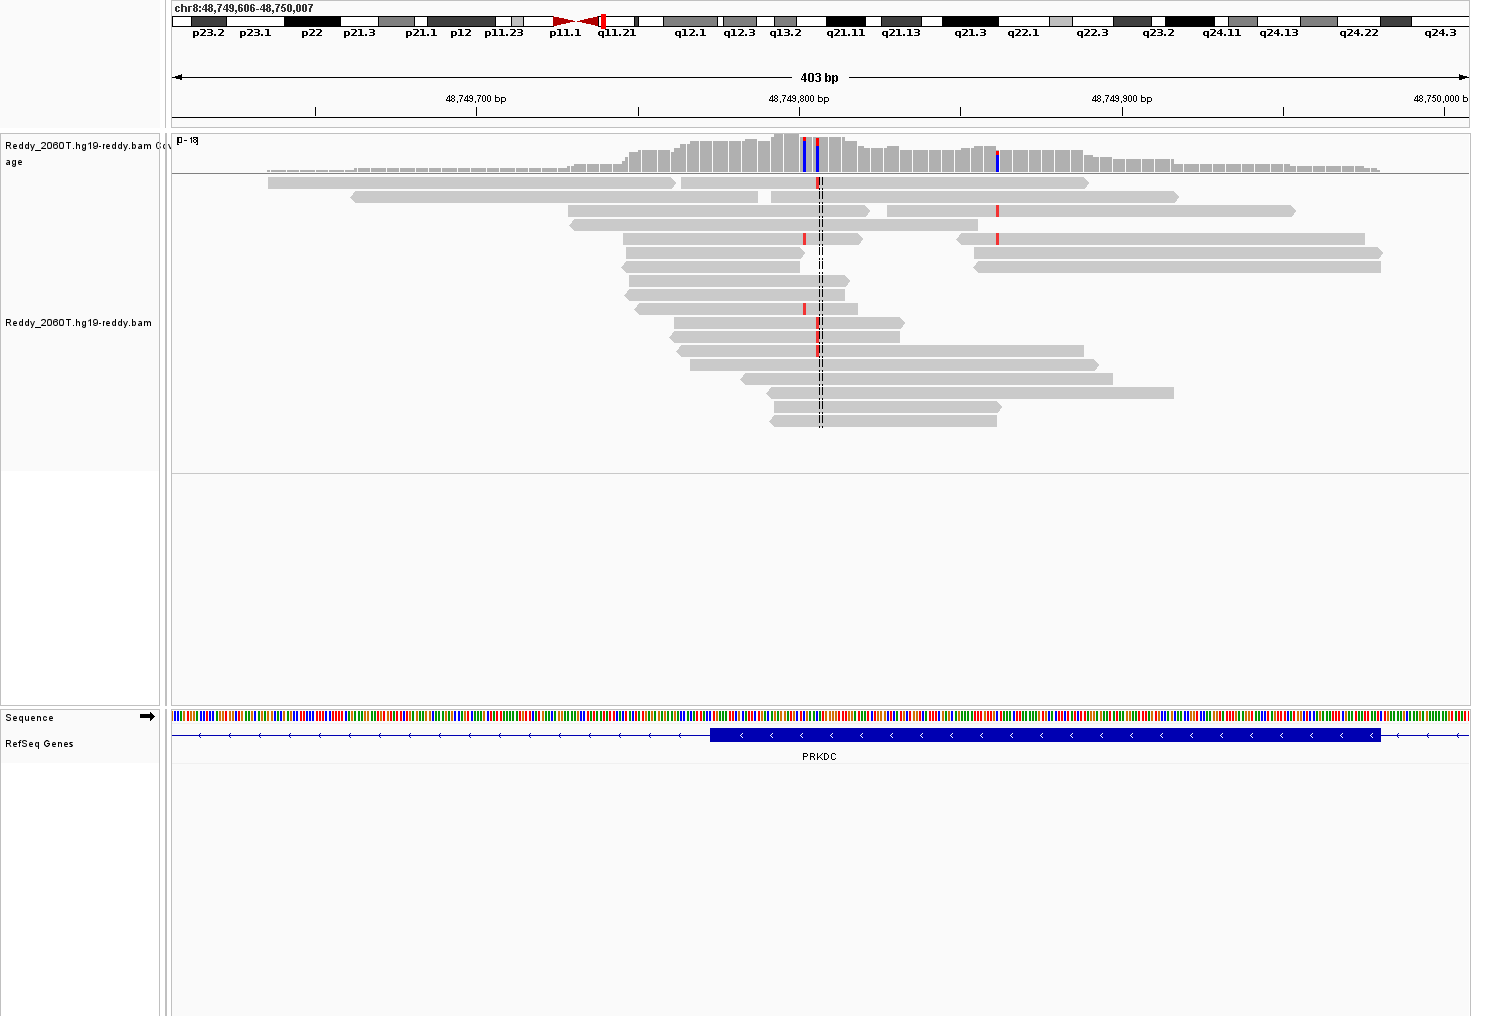 chr8:48,749,606-48,750,007
p23.2 p23.1 p22 p21.3 p21.1 p12 p11.23 p11.1 q11.21 q12.1 q12.3 q13.2 q21.11 q21.13 q21.3 q22.1 q22.3 q23.2 q24.11 q24.13 q24.22 q24.3
403 bp
48,749,700 bp 48,749,800 bp 48,749,900 bp 48,750,000 b
Reddy_2060T.hg19-reddy.bam Cov
age
[0 - 18]
Reddy_2060T.hg19-reddy.bam
Sequence
RefSeq Genes
PRKDC